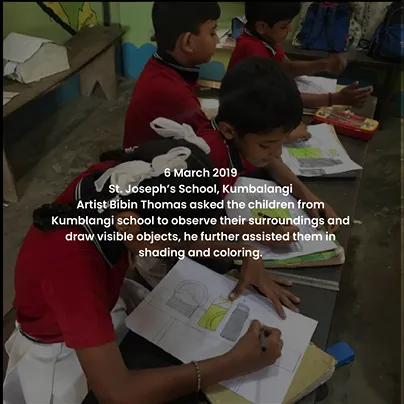 6 March 2019
St. Joseph's School, Kumbalangi
Artist Bibin Thomas asked the children from
Kumblangi school to observe their surroundings and
draw visible objects, he further assisted them in
shading and coloring.